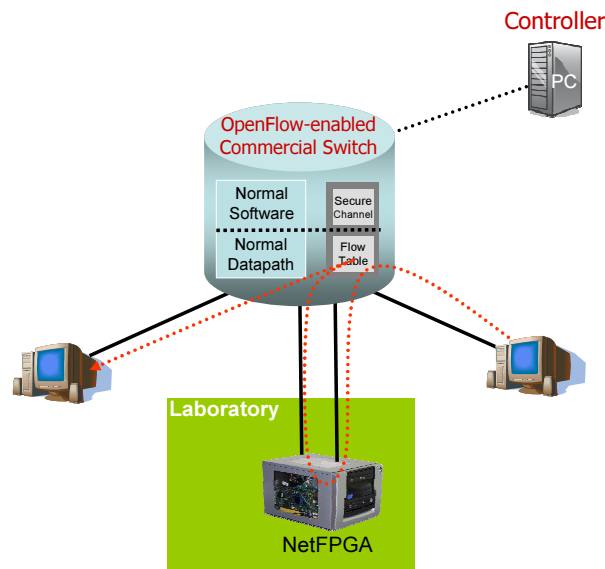 Controller
PC
OpenFlow-enabled
Commercial Switch
Normal
Software
Secure
Channel
Normal
Datapath
Flow
Table
Laboratory
NetFPGA